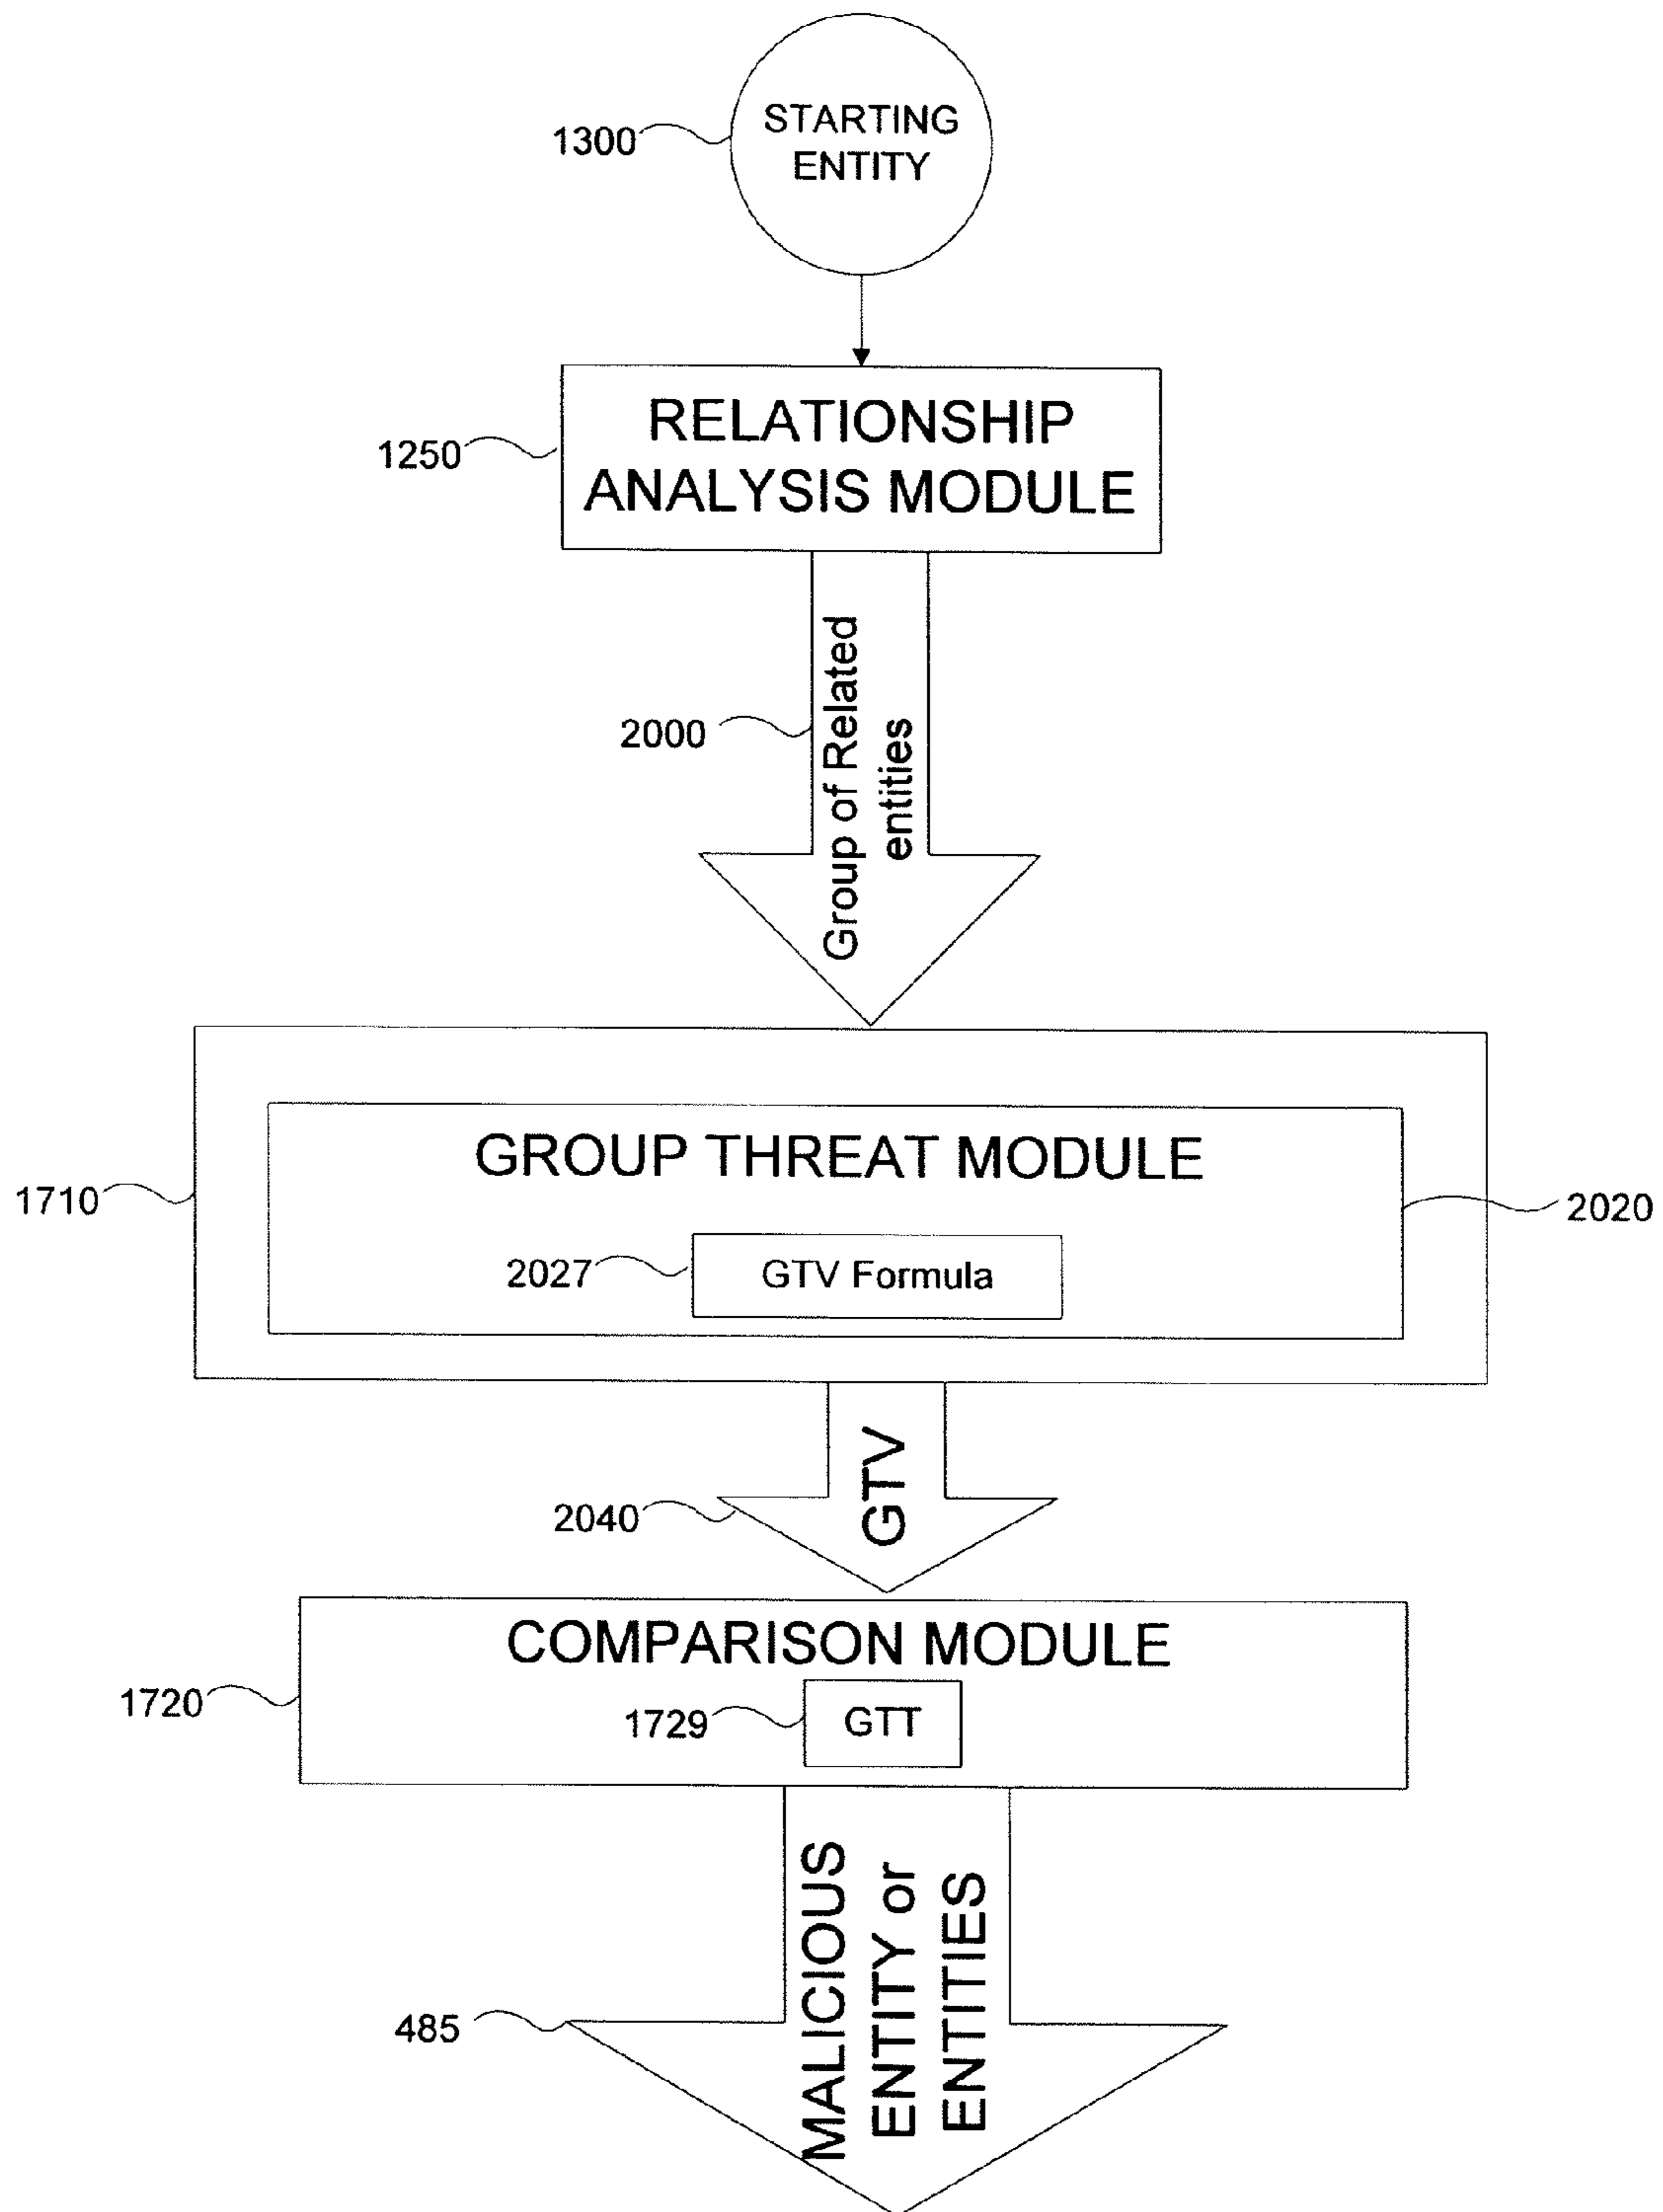 STARTING
ENTITY
1300
RELATIONSHIP
ANALYSIS MODULE
1250
Group of Related
entities
2000
GROUP THREAT MODULE
1710
2020
2027
GTV Formula
GTV
2040
COMPARISON MODULE
1720
1729
GTT
MALICIOUS
ENTITY or
ENTITIES
485